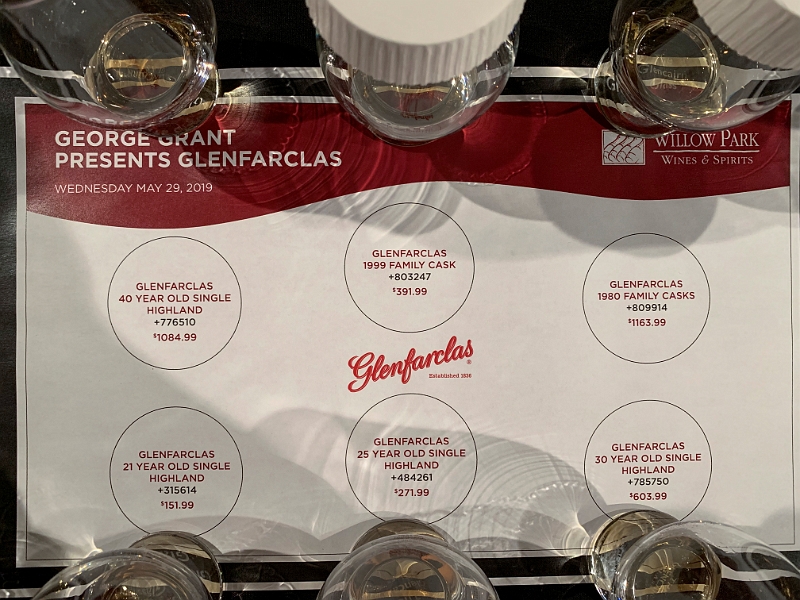 GEORGE GRANT
PRESENTS GLENFARCLAS
WEDNESDAY MAY 29, 2019
WILLOW PARK
WINES & SPIRITS
GLENFARCLAS
40 YEAR OLD SINGLE
HIGHLAND
+776510
$1084.99
GLENFARCLAS
1999 FAMILY CASK
+803247
$391.99
GLENFARCLAS
1980 FAMILY CASKS
+809914
$1163.99
Glenfarclas®
Established 1836
GLENFARCLAS
21 YEAR OLD SINGLE
HIGHLAND
+315614
$151.99
GLENFARCLAS
25 YEAR OLD SINGLE
HIGHLAND
+484261
$271.99
GLENFARCLAS
30 YEAR OLD SINGLE
HIGHLAND
+785750
$603.99